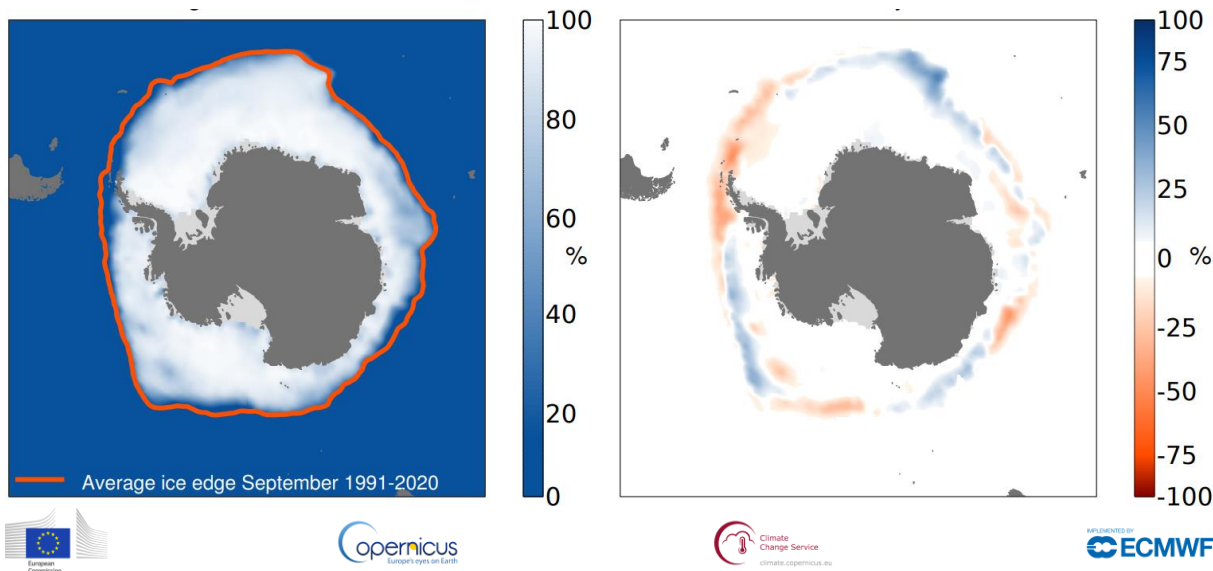 100
80
60
%
40
20
0
Average ice edge September 1991-2020
100
75
50
25
0 %
-25
-50
-75
-100
European
Commission
opernicus
Europe's eyes on Earth
Climate
Change Service
climate.copernicus.eu
IMPLEMENTED BY
ECMWF